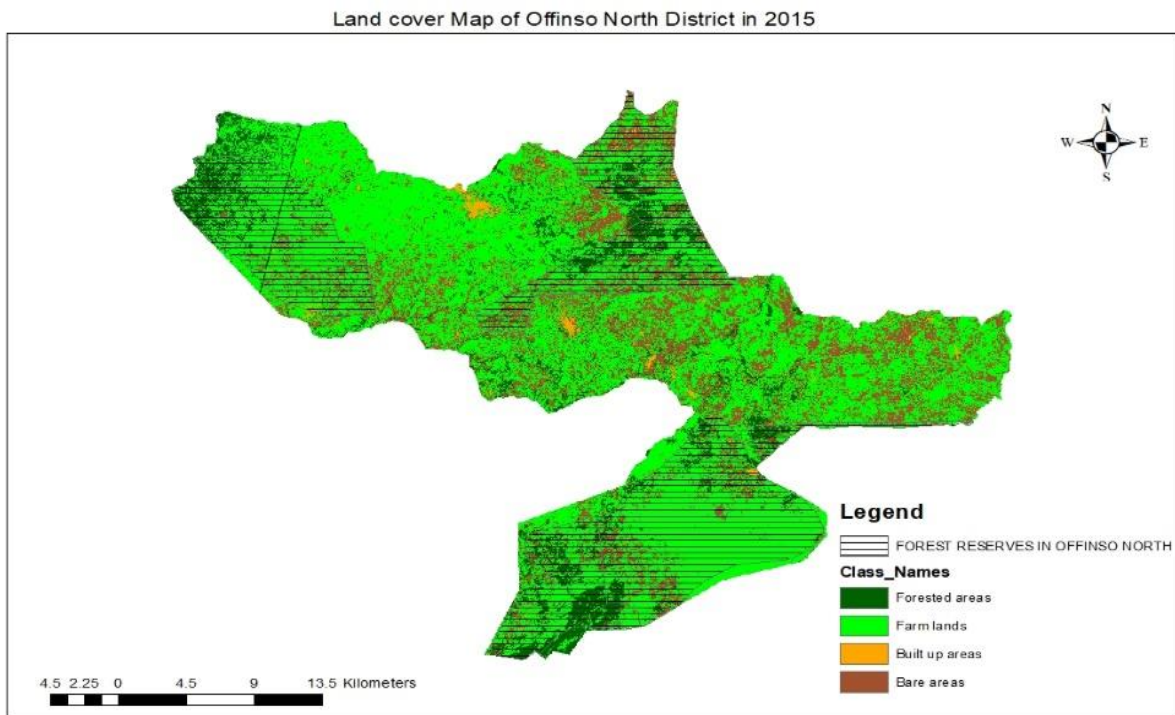 Land cover Map of Offinso North District in 2015
N
W E
S
Legend
FOREST RESERVES IN OFFINSO NORTH
Class_Names
Forested areas
Farm lands
Built up areas
Bare areas
4.5 2.25 0 4.5 9 13.5 Kilometers